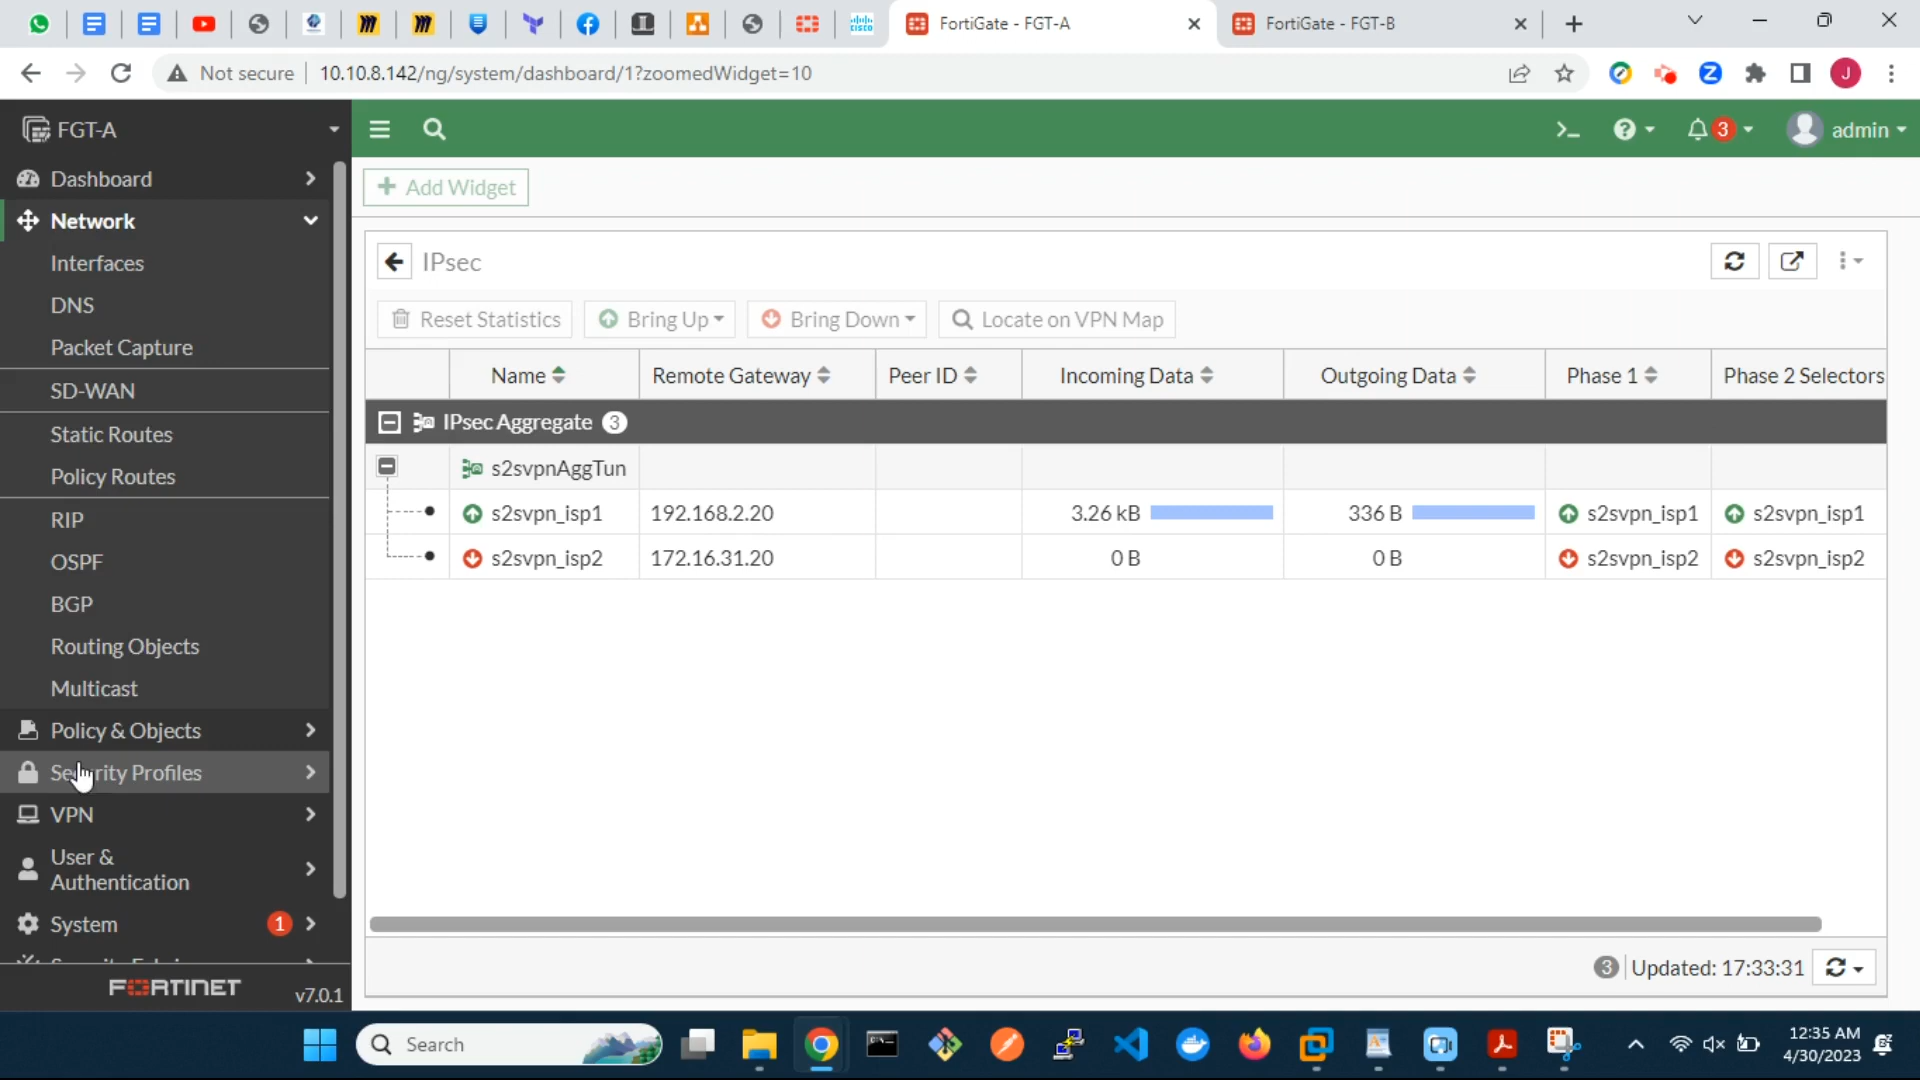 FortiGate - FGT-A
FortiGate - FGT-B
Not secure
10.10.8.142/ng/system/dashboard/1?zoomedWidget=10
J
FGT-A
3
admin
Dashboard
Network
Interfaces
DNS
Packet Capture
SD-WAN
Static Routes
Policy Routes
RIP
OSPF
BGP
Routing Objects
Multicast
Policy & Objects
Security Profiles
VPN
User &
Authentication
System
1
FORTINET
v7.0.1
Add Widget
IPsec
Reset Statistics
Bring Up
Bring Down
Locate on VPN Map
Name Remote Gateway Peer ID Incoming Data Outgoing Data Phase 1 Phase 2 Selectors
IPsec Aggregate 3
s2svpnAggTun
s2svpn_isp1 192.168.2.20 3.26 kB 336 B s2svpn_isp1 s2svpn_isp1
s2svpn_isp2 172.16.31.20 0 B 0 B s2svpn_isp2 s2svpn_isp2
3 Updated: 17:33:31
Search
12:35 AM
4/30/2023